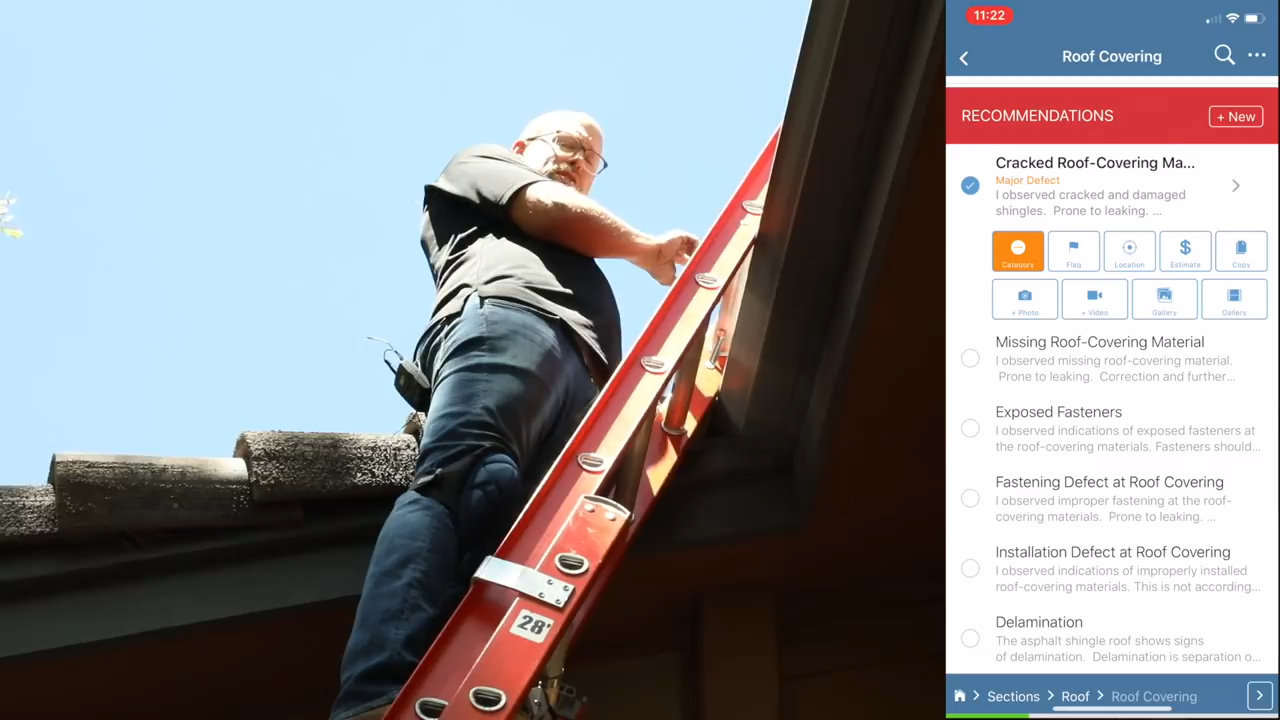 28'
11:22
Roof Covering
RECOMMENDATIONS
+ New
Cracked Roof-Covering Ma...
Major Defect
I observed cracked and damaged
shingles. Prone to leaking. ...
Category
Flag
Location
Estimate
Copy
+ Photo
+ Video
Gallery
Gallery
Missing Roof-Covering Material
I observed missing roof-covering material.
Prone to leaking. Correction and further...
Exposed Fasteners
I observed indications of exposed fasteners at
the roof-covering materials. Fasteners should...
Fastening Defect at Roof Covering
I observed improper fastening at the roof-
covering materials. Prone to leaking. ...
Installation Defect at Roof Covering
I observed indications of improperly installed
roof-covering materials. This is not according...
Delamination
The asphalt shingle roof shows signs
of delamination. Delamination is separation o...
Sections
Roof
Roof Covering